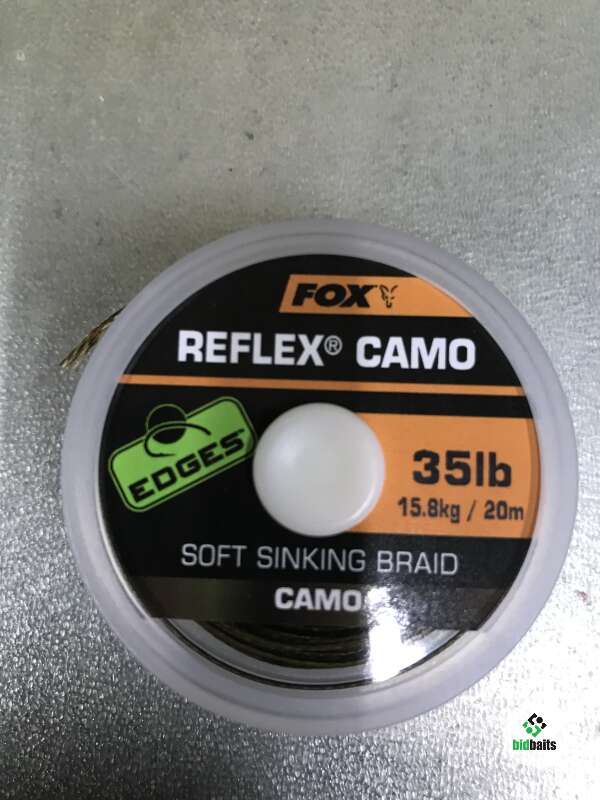 FOX
REFLEX® CAMO
EDGES
35lb
15.8kg / 20m
SOFT SINKING BRAID
CAMO
bidbaits